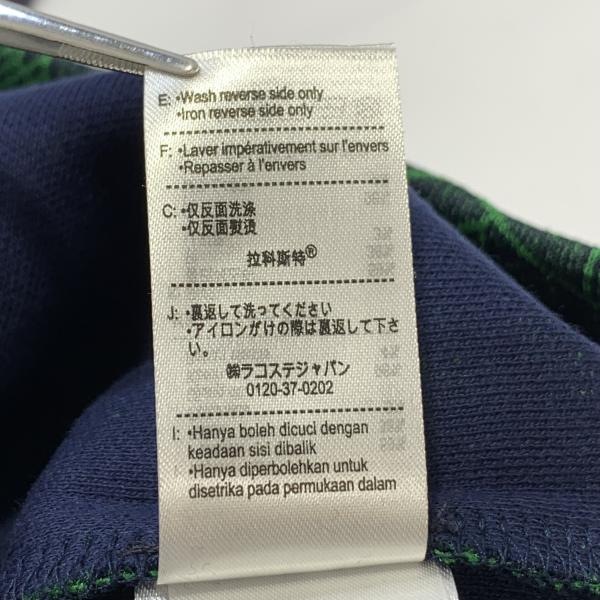 E: •Wash reverse side only
•Iron reverse side only
F: •Laver impérativement sur l'envers
•Repasser à l'envers
C: •仅反面洗涤
•仅反面熨烫
拉科斯特®
J: •裏返して洗ってください
•アイロンがけの際は裏返して下さ
い。
㈱ラコステジャパン
0120-37-0202
I: •Hanya boleh dicuci dengan
keadaan sisi dibalik
•Hanya diperbolehkan untuk
disetrika pada permukaan dalam